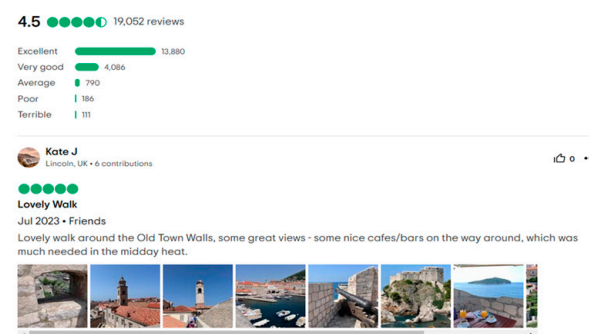 4.5 19,052 reviews
Excellent 13,880
Very good 4,086
Average 790
Poor 186
Terrible 111
Kate J
Lincoln, UK • 6 contributions
0
Lovely Walk
Jul 2023 • Friends
Lovely walk around the Old Town Walls, some great views - some nice cafes/bars on the way around, which was
much needed in the midday heat.